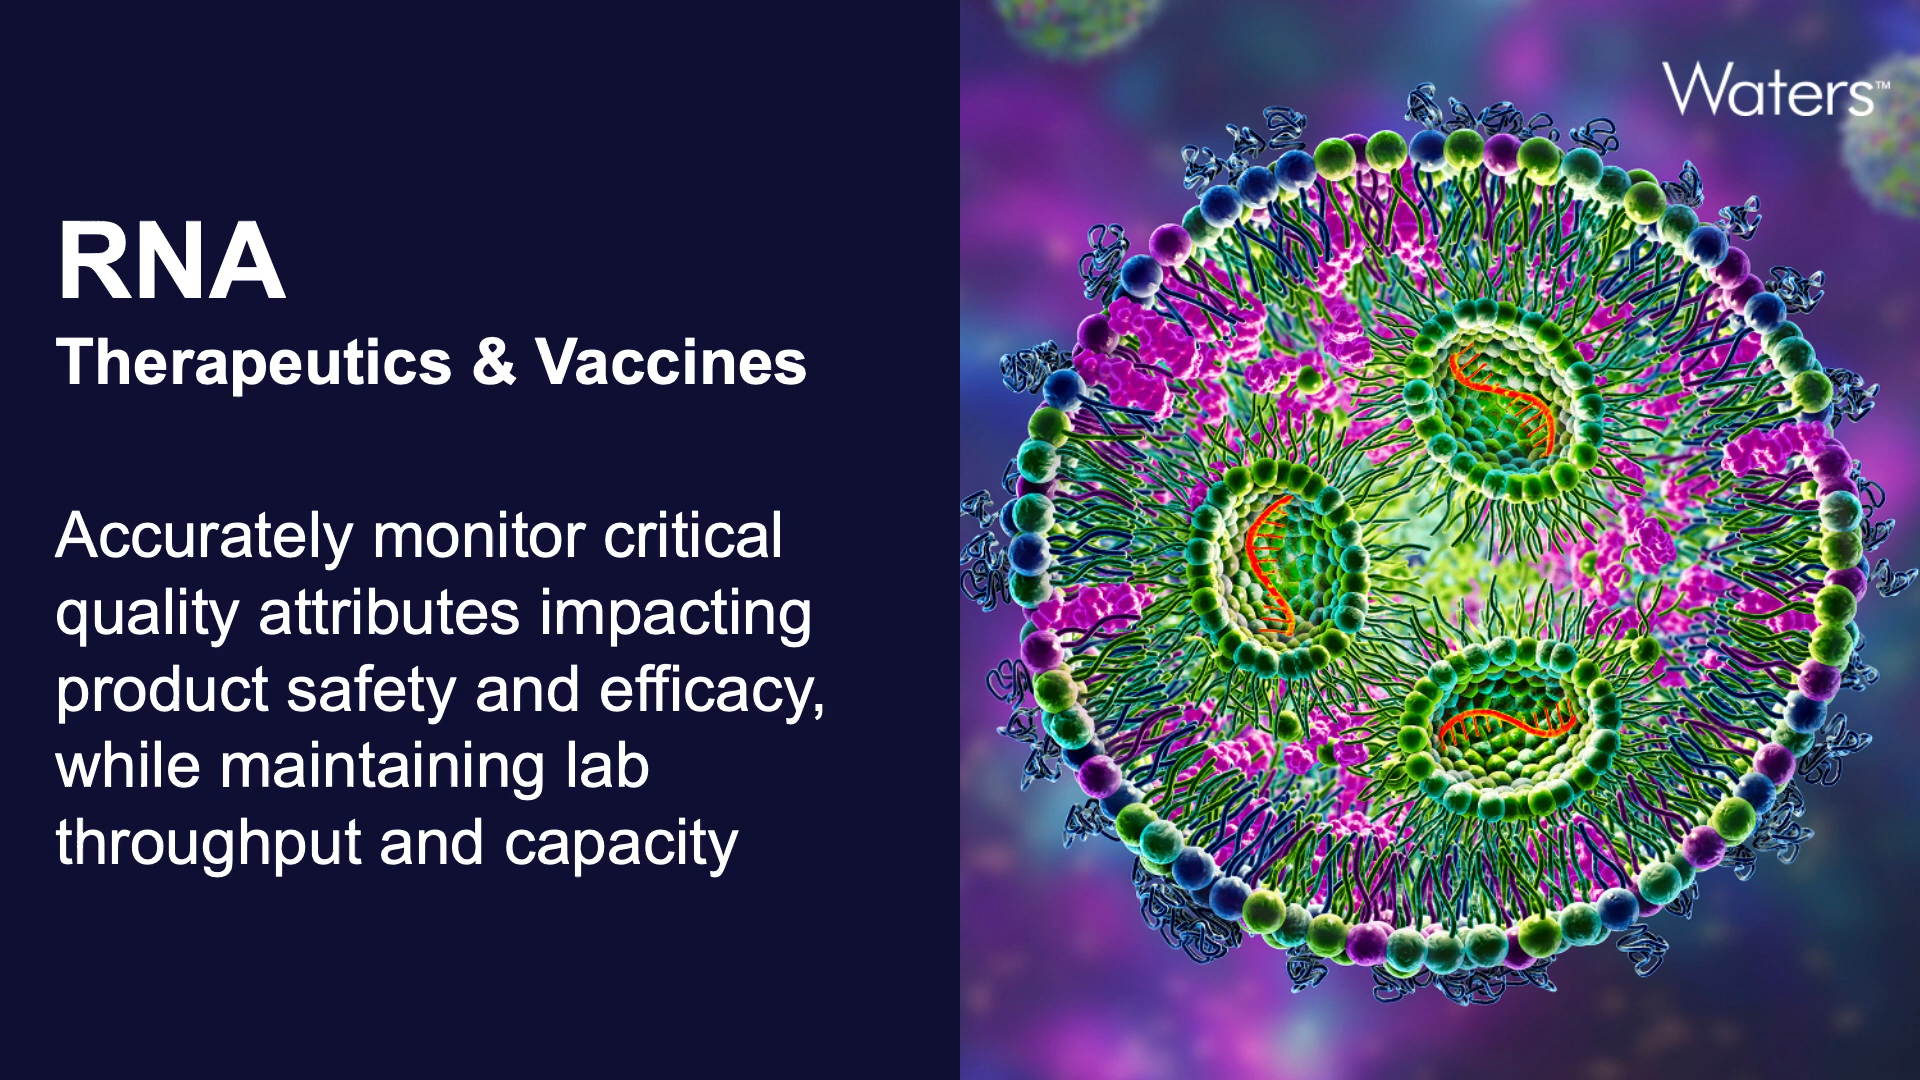 Waters™
RNA
Therapeutics & Vaccines
Accurately monitor critical
quality attributes impacting
product safety and efficacy,
while maintaining lab
throughput and capacity